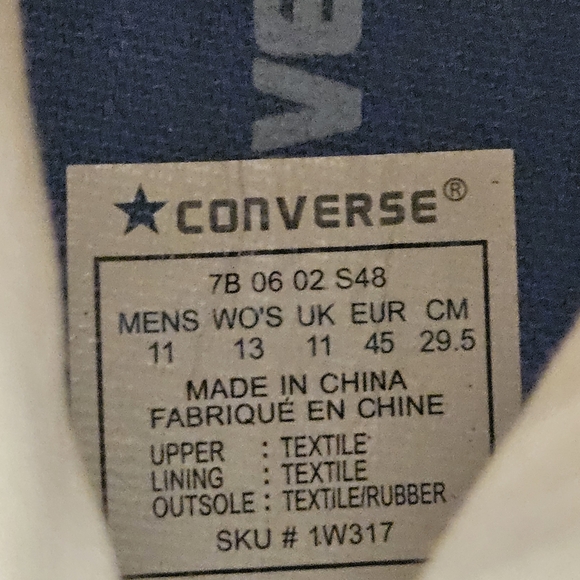 VE
CONVERSE®
7B 06 02 S48
MENS WO'S UK EUR CM
11 13 11 45 29.5
MADE IN CHINA
FABRIQUÉ EN CHINE
UPPER : TEXTILE
LINING : TEXTILE
OUTSOLE : TEXTILE/RUBBER
SKU # 1W317